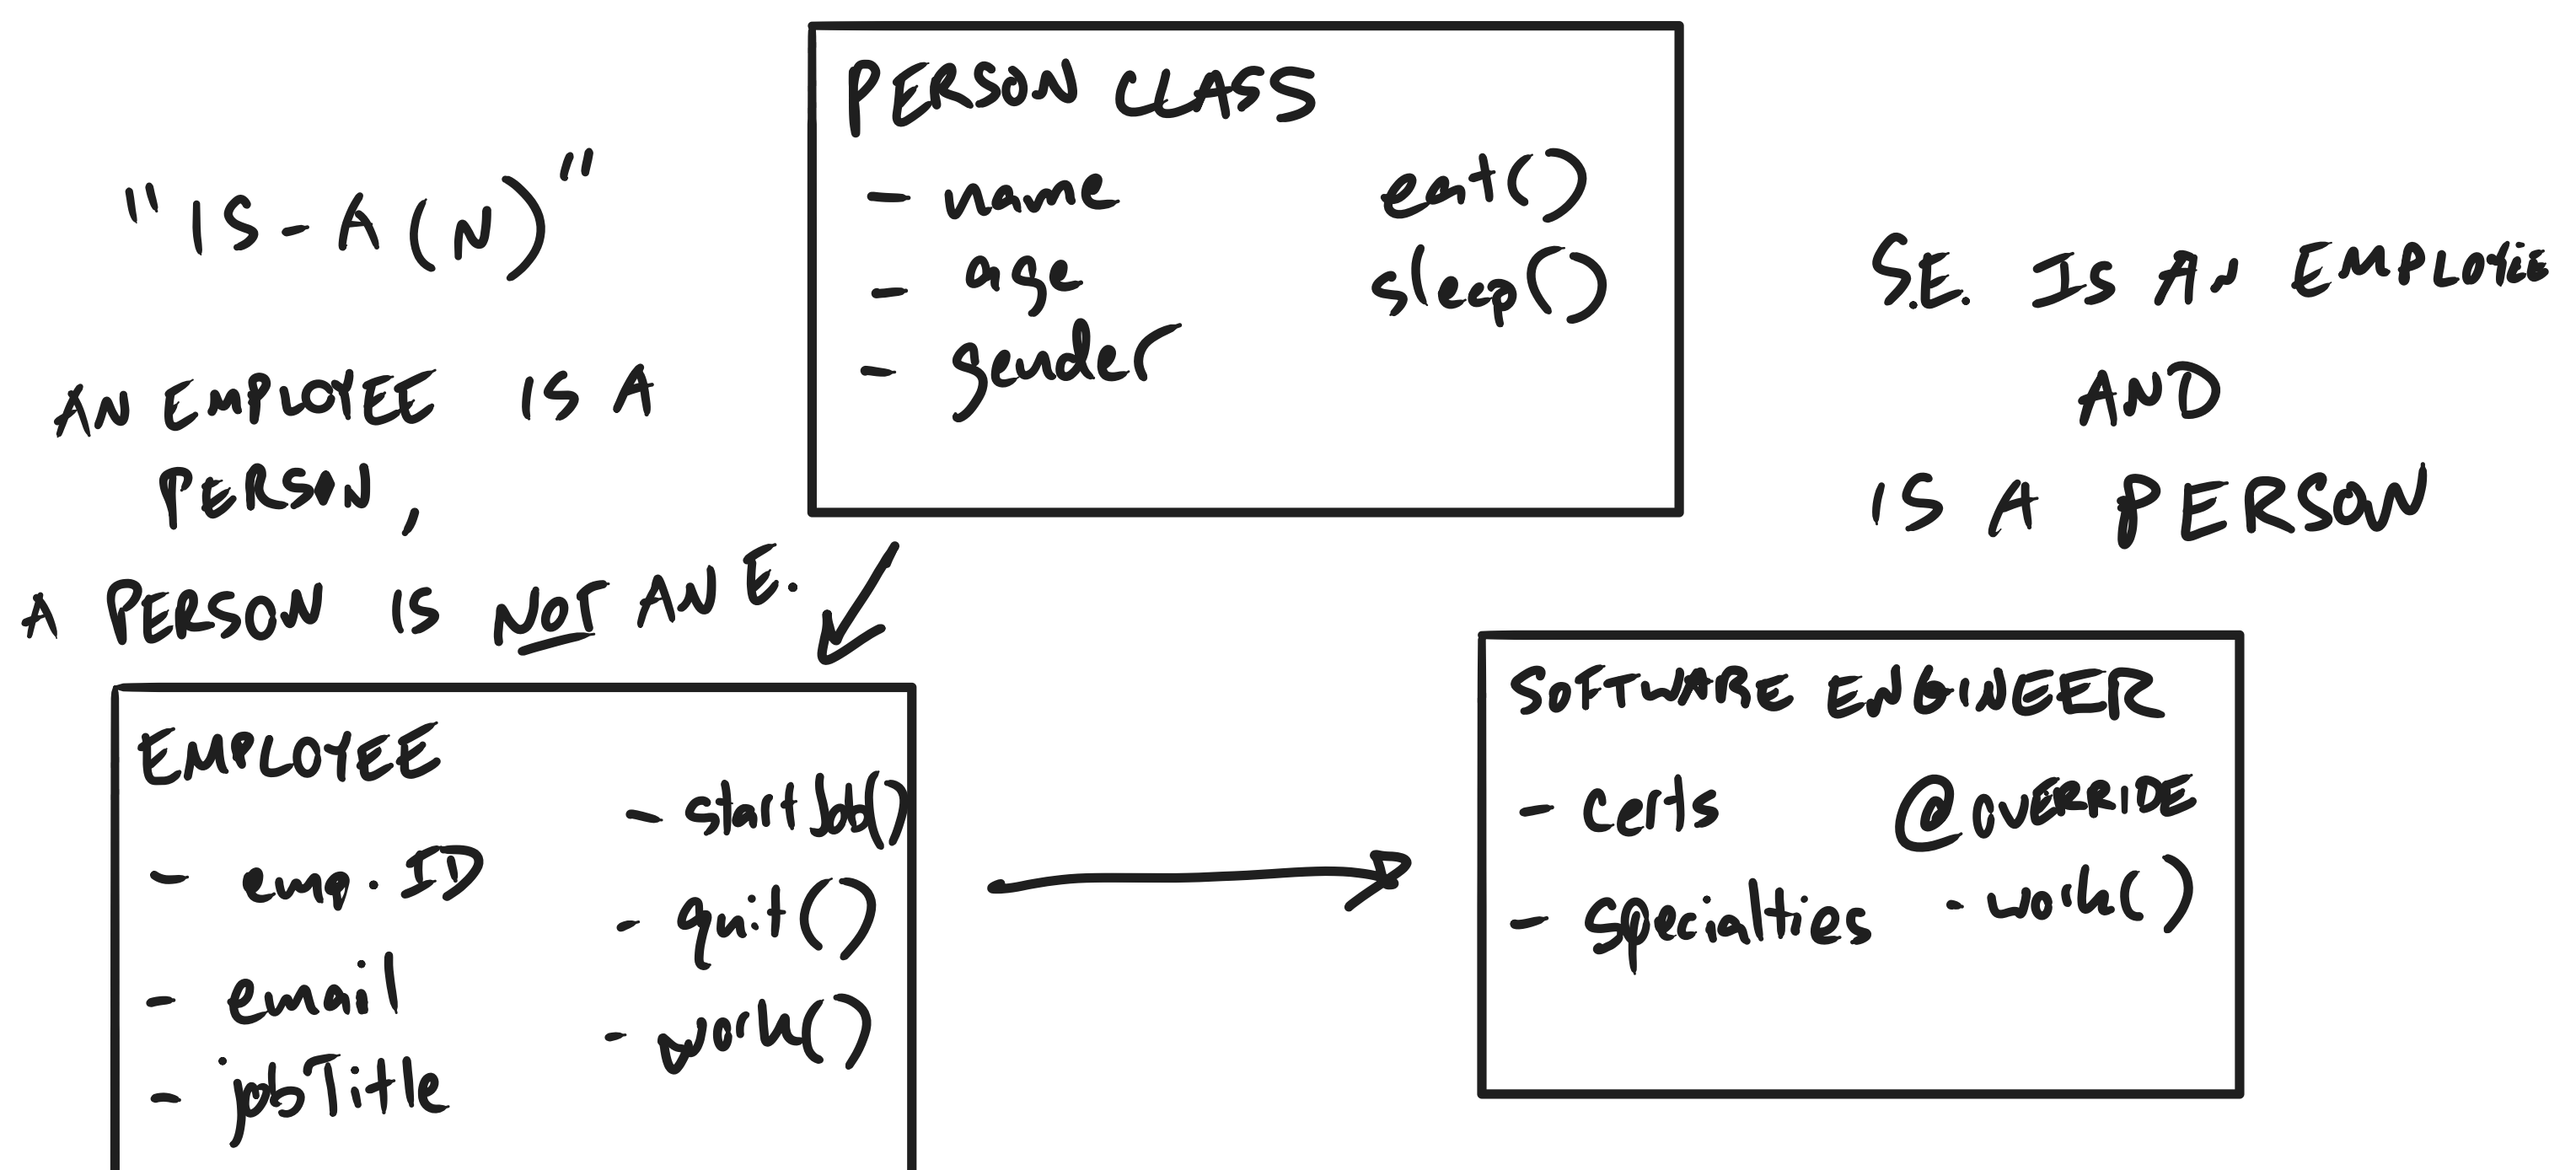 PERSON CLASS
- name eat()
- age sleep()
- gender
"IS-A(N)"
AN EMPLOYEE IS A
PERSON,
A PERSON IS NOT AN E.
S.E. IS AN EMPLOYEE
AND
IS A PERSON
EMPLOYEE
- startJob()
- emp. ID
- quit()
- email
- work()
- jobTitle
SOFTWARE ENGINEER
- certs @OVERRIDE
- specialties - work()